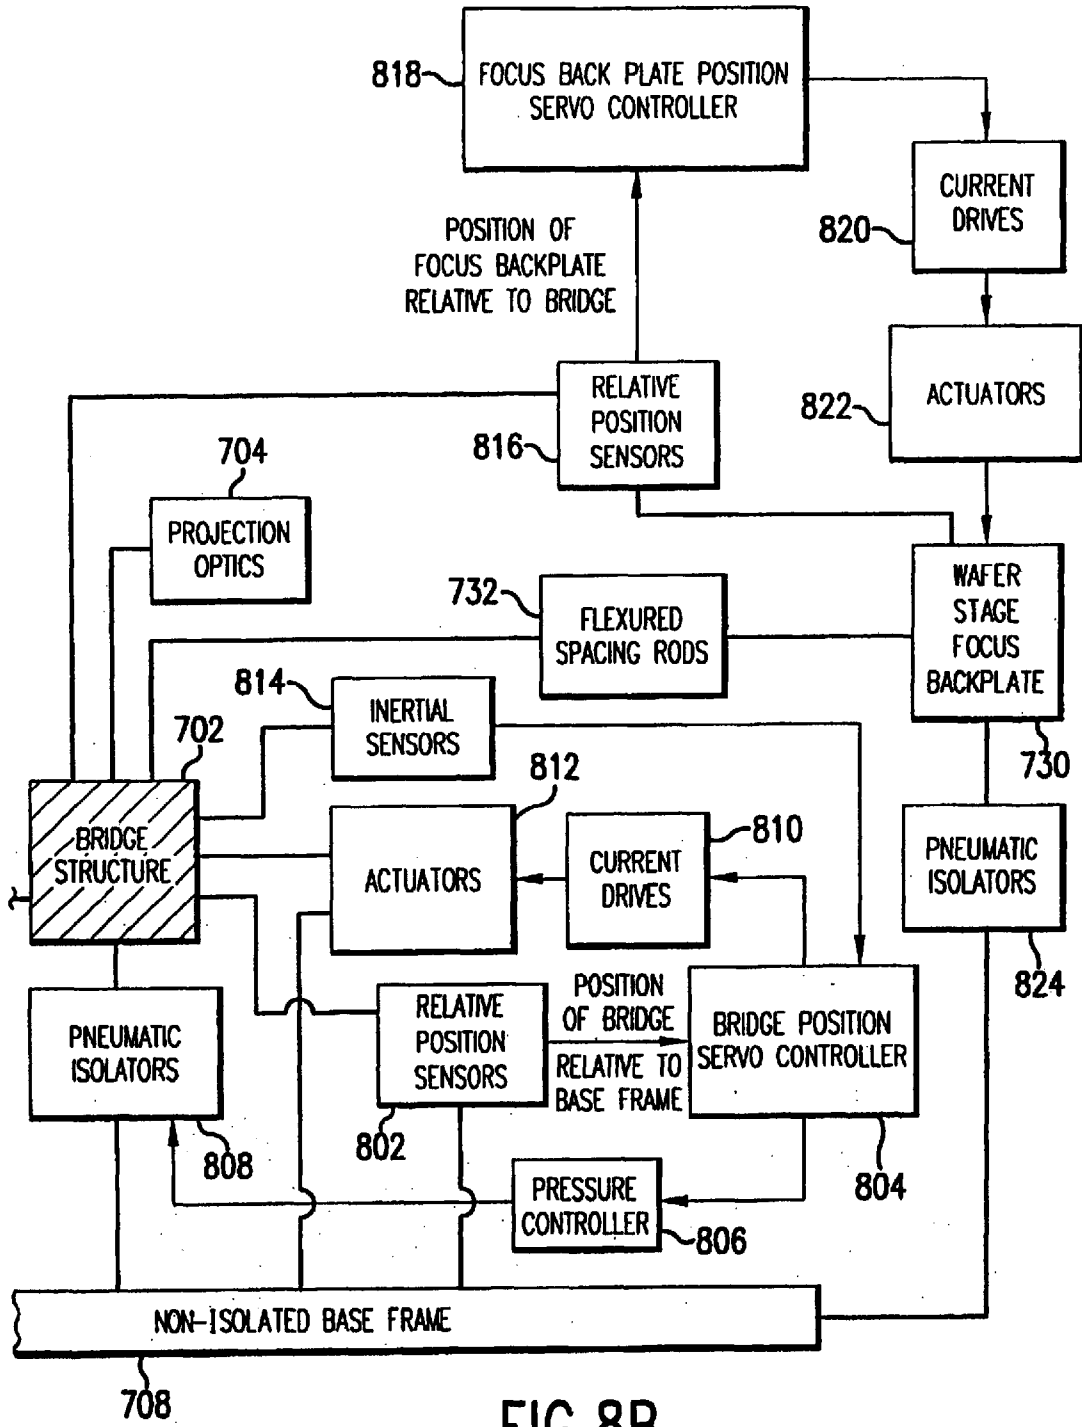 818
FOCUS BACK PLATE POSITION
SERVO CONTROLLER
CURRENT
DRIVES
820
POSITION OF
FOCUS BACKPLATE
RELATIVE TO BRIDGE
RELATIVE
POSITION
SENSORS
816
ACTUATORS
822
704
PROJECTION
OPTICS
732
FLEXURED
SPACING RODS
WAFER
STAGE
FOCUS
BACKPLATE
730
814
INERTIAL
SENSORS
702
BRIDGE
STRUCTURE
812
ACTUATORS
810
CURRENT
DRIVES
PNEUMATIC
ISOLATORS
824
PNEUMATIC
ISOLATORS
808
RELATIVE
POSITION
SENSORS
802
POSITION
OF BRIDGE
RELATIVE TO
BASE FRAME
BRIDGE POSITION
SERVO CONTROLLER
804
PRESSURE
CONTROLLER
806
NON-ISOLATED BASE FRAME
708
FIG.8B